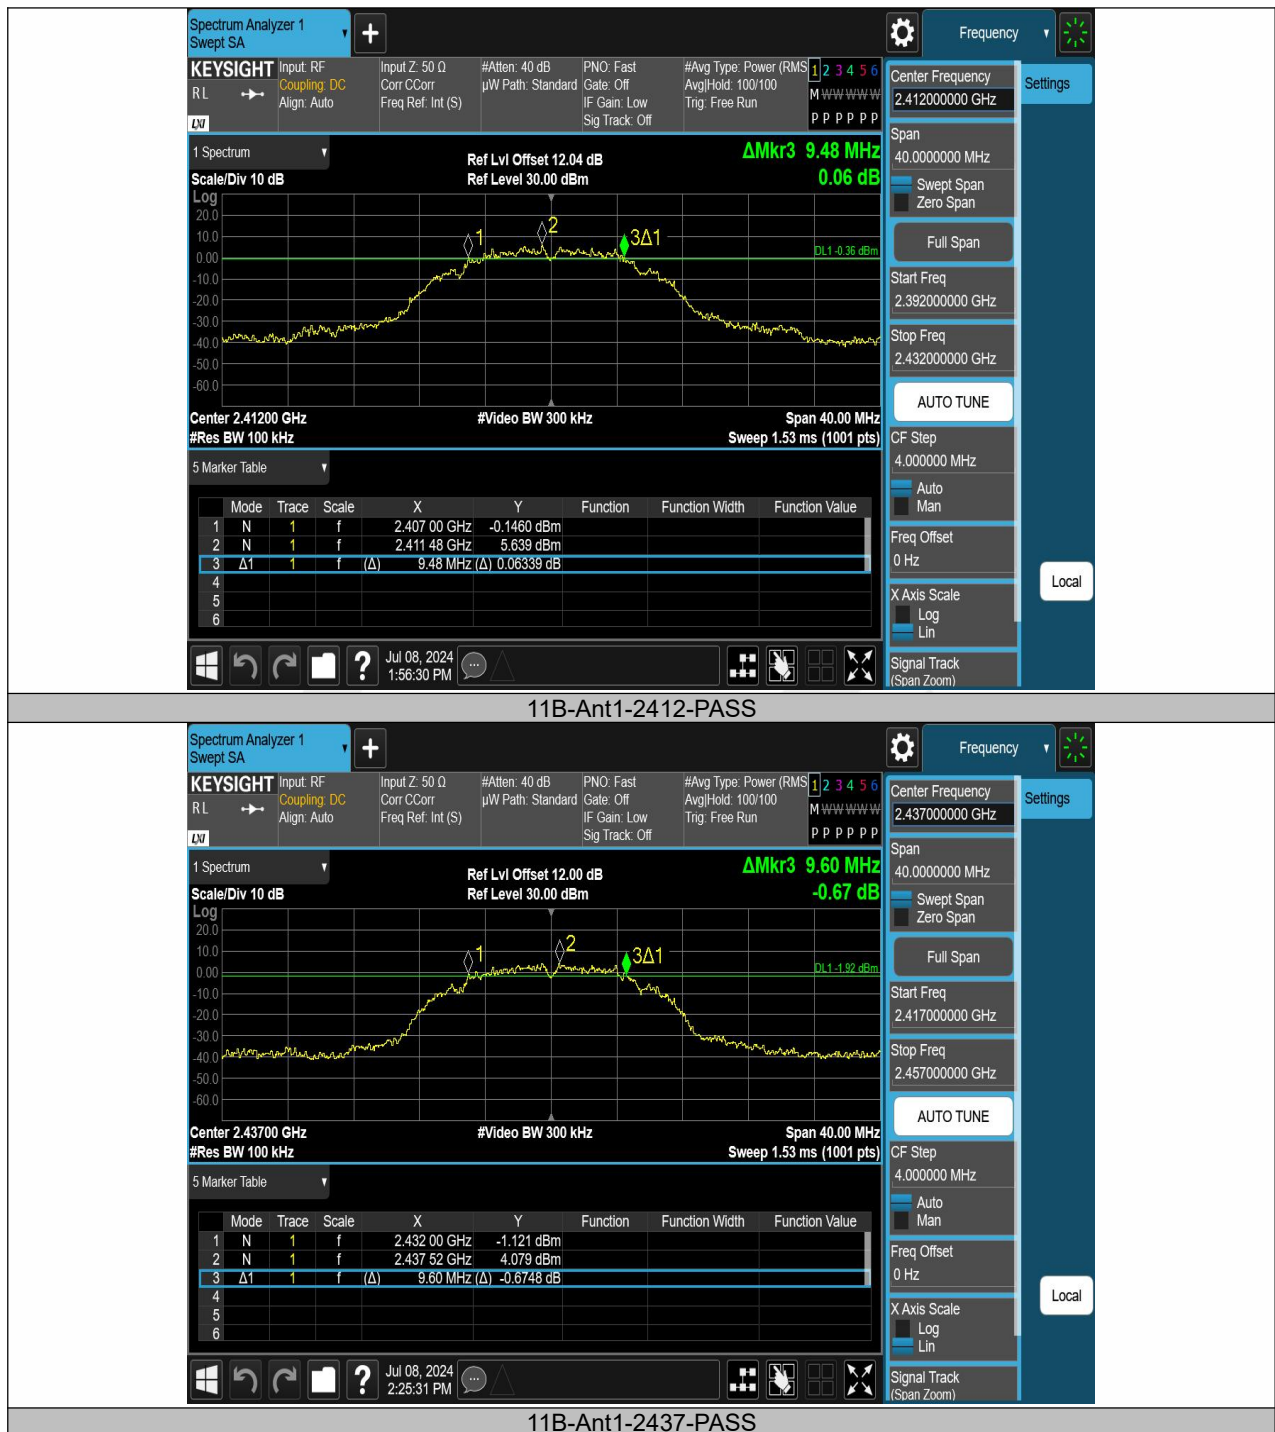 Spectrum Analyzer 1
Swept SA
+
Frequency
KEYSIGHT
R L
LXI
Input: RF
Coupling: DC
Align: Auto
Input Z: 50 Ω
Corr CCorr
Freq Ref: Int (S)
#Atten: 40 dB
µW Path: Standard
PNO: Fast
Gate: Off
IF Gain: Low
Sig Track: Off
#Avg Type: Power (RMS
Avg|Hold: 100/100
Trig: Free Run
1 2 3 4 5 6
M W W W W W
P P P P P P
1 Spectrum
Scale/Div 10 dB
Ref Lvl Offset 12.04 dB
Ref Level 30.00 dBm
ΔMkr3 9.48 MHz
0.06 dB
Log
20.0
10.0
0.00
-10.0
-20.0
-30.0
-40.0
-50.0
-60.0
1
2
3Δ1
DL1 -0.36 dBm
Center 2.41200 GHz
#Res BW 100 kHz
#Video BW 300 kHz
Span 40.00 MHz
Sweep 1.53 ms (1001 pts)
5 Marker Table
Mode Trace Scale X Y Function Function Width Function Value
1 N 1 f 2.407 00 GHz -0.1460 dBm
2 N 1 f 2.411 48 GHz 5.639 dBm
3 Δ1 1 f (Δ) 9.48 MHz (Δ) 0.06339 dB
4
5
6
?
Jul 08, 2024
1:56:30 PM
Center Frequency
2.412000000 GHz
Settings
Span
40.0000000 MHz
Swept Span
Zero Span
Full Span
Start Freq
2.392000000 GHz
Stop Freq
2.432000000 GHz
AUTO TUNE
CF Step
4.000000 MHz
Auto
Man
Freq Offset
0 Hz
Local
X Axis Scale
Log
Lin
Signal Track
(Span Zoom)
11B-Ant1-2412-PASS
Spectrum Analyzer 1
Swept SA
+
Frequency
KEYSIGHT
R L
LXI
Input: RF
Coupling: DC
Align: Auto
Input Z: 50 Ω
Corr CCorr
Freq Ref: Int (S)
#Atten: 40 dB
µW Path: Standard
PNO: Fast
Gate: Off
IF Gain: Low
Sig Track: Off
#Avg Type: Power (RMS
Avg|Hold: 100/100
Trig: Free Run
1 2 3 4 5 6
M W W W W W
P P P P P P
1 Spectrum
Scale/Div 10 dB
Ref Lvl Offset 12.00 dB
Ref Level 30.00 dBm
ΔMkr3 9.60 MHz
-0.67 dB
Log
20.0
10.0
0.00
-10.0
-20.0
-30.0
-40.0
-50.0
-60.0
1
2
3Δ1
DL1 -1.92 dBm
Center 2.43700 GHz
#Res BW 100 kHz
#Video BW 300 kHz
Span 40.00 MHz
Sweep 1.53 ms (1001 pts)
5 Marker Table
Mode Trace Scale X Y Function Function Width Function Value
1 N 1 f 2.432 00 GHz -1.121 dBm
2 N 1 f 2.437 52 GHz 4.079 dBm
3 Δ1 1 f (Δ) 9.60 MHz (Δ) -0.6748 dB
4
5
6
?
Jul 08, 2024
2:25:31 PM
Center Frequency
2.437000000 GHz
Settings
Span
40.0000000 MHz
Swept Span
Zero Span
Full Span
Start Freq
2.417000000 GHz
Stop Freq
2.457000000 GHz
AUTO TUNE
CF Step
4.000000 MHz
Auto
Man
Freq Offset
0 Hz
Local
X Axis Scale
Log
Lin
Signal Track
(Span Zoom)
11B-Ant1-2437-PASS